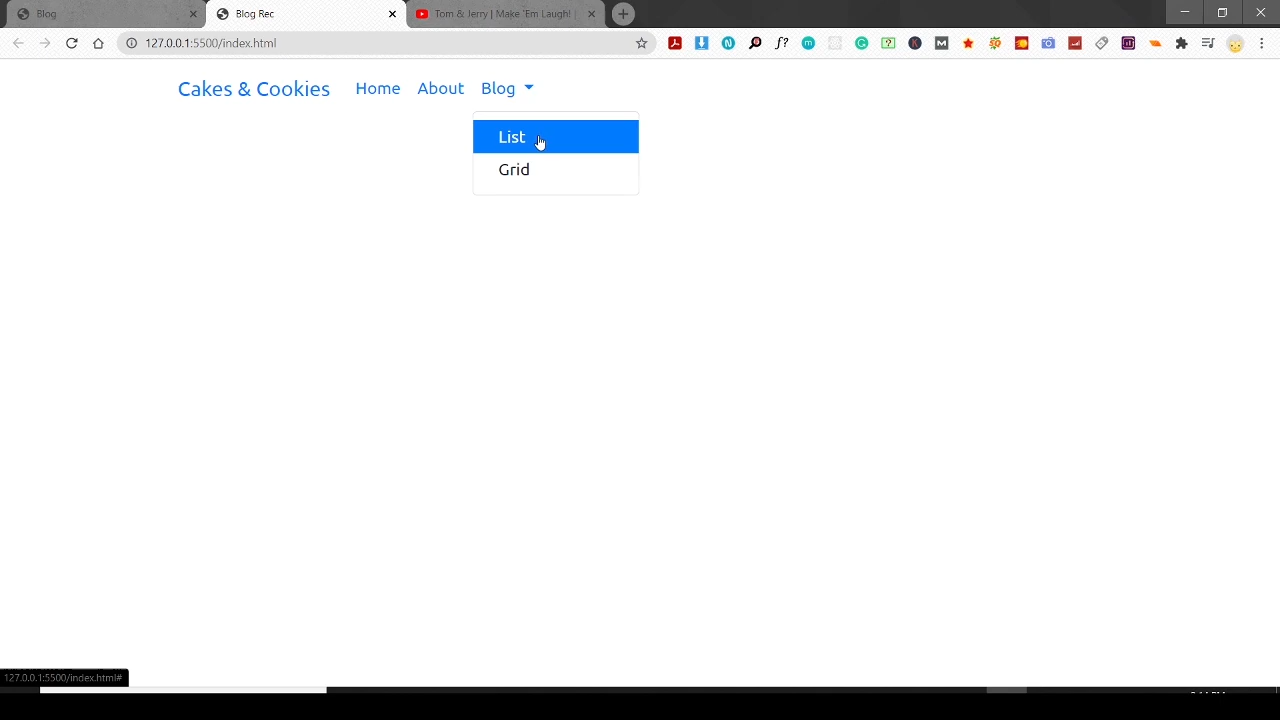 Blog
Blog Rec
Tom & Jerry | Make 'Em Laugh! |
127.0.0.1:5500/index.html
Cakes & Cookies
Home
About
Blog
List
Grid
127.0.0.1:5500/index.html#